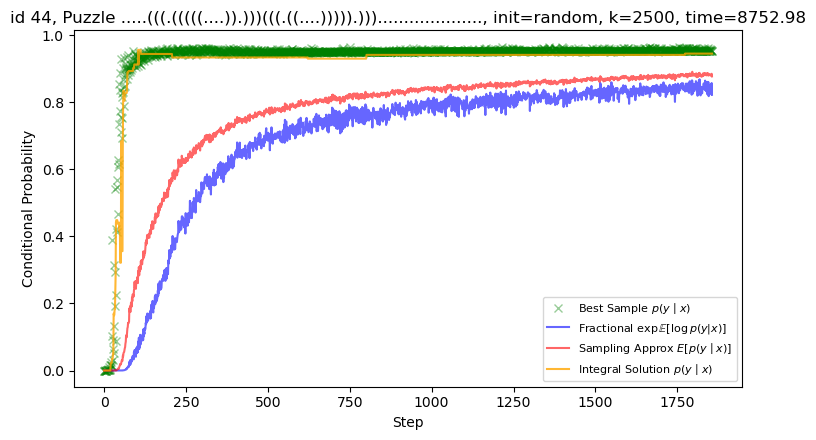 id 44, Puzzle .....(((.(((((....)).)))(((.((....))))).)))....................., init=random, k=2500, time=8752.98
1.0
0.8
0.6
0.4
0.2
0.0
Conditional Probability
0
250
500
750
1000
1250
1500
1750
Step
Best Sample p(y | x)
Fractional exp 𝔼[log p(y|x)]
Sampling Approx E[p(y | x)]
Integral Solution p(y | x)